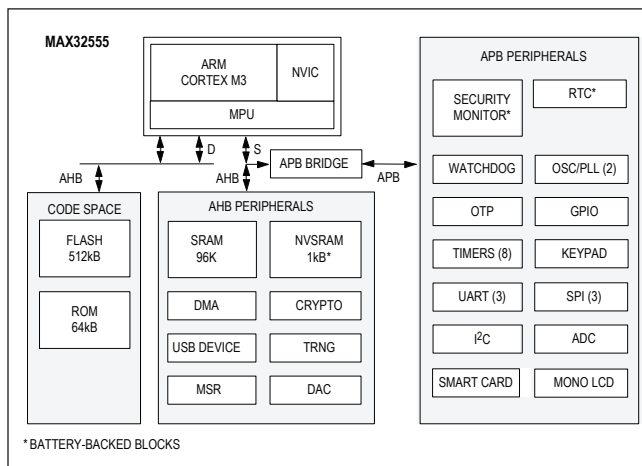 MAX32555
ARM
CORTEX M3
NVIC
MPU
D
S
AHB
AHB
APB BRIDGE
APB
CODE SPACE
FLASH
512kB
ROM
64kB
AHB PERIPHERALS
SRAM
96K
NVSRAM
1kB*
DMA
CRYPTO
USB DEVICE
TRNG
MSR
DAC
APB PERIPHERALS
SECURITY
MONITOR*
RTC*
WATCHDOG
OSC/PLL (2)
OTP
GPIO
TIMERS (8)
KEYPAD
UART (3)
SPI (3)
I²C
ADC
SMART CARD
MONO LCD
* BATTERY-BACKED BLOCKS